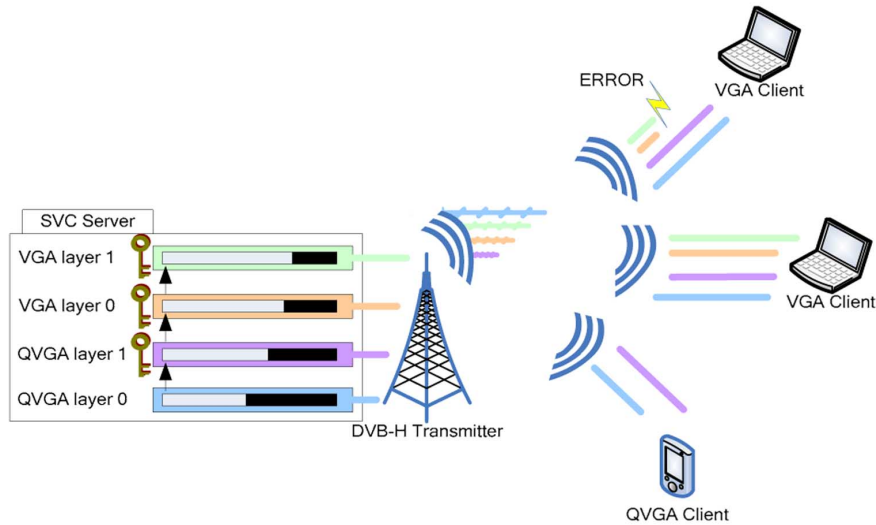 ERROR
VGA Client
SVC Server
VGA layer 1
VGA layer 0
VGA Client
QVGA layer 1
QVGA layer 0
DVB-H Transmitter
QVGA Client